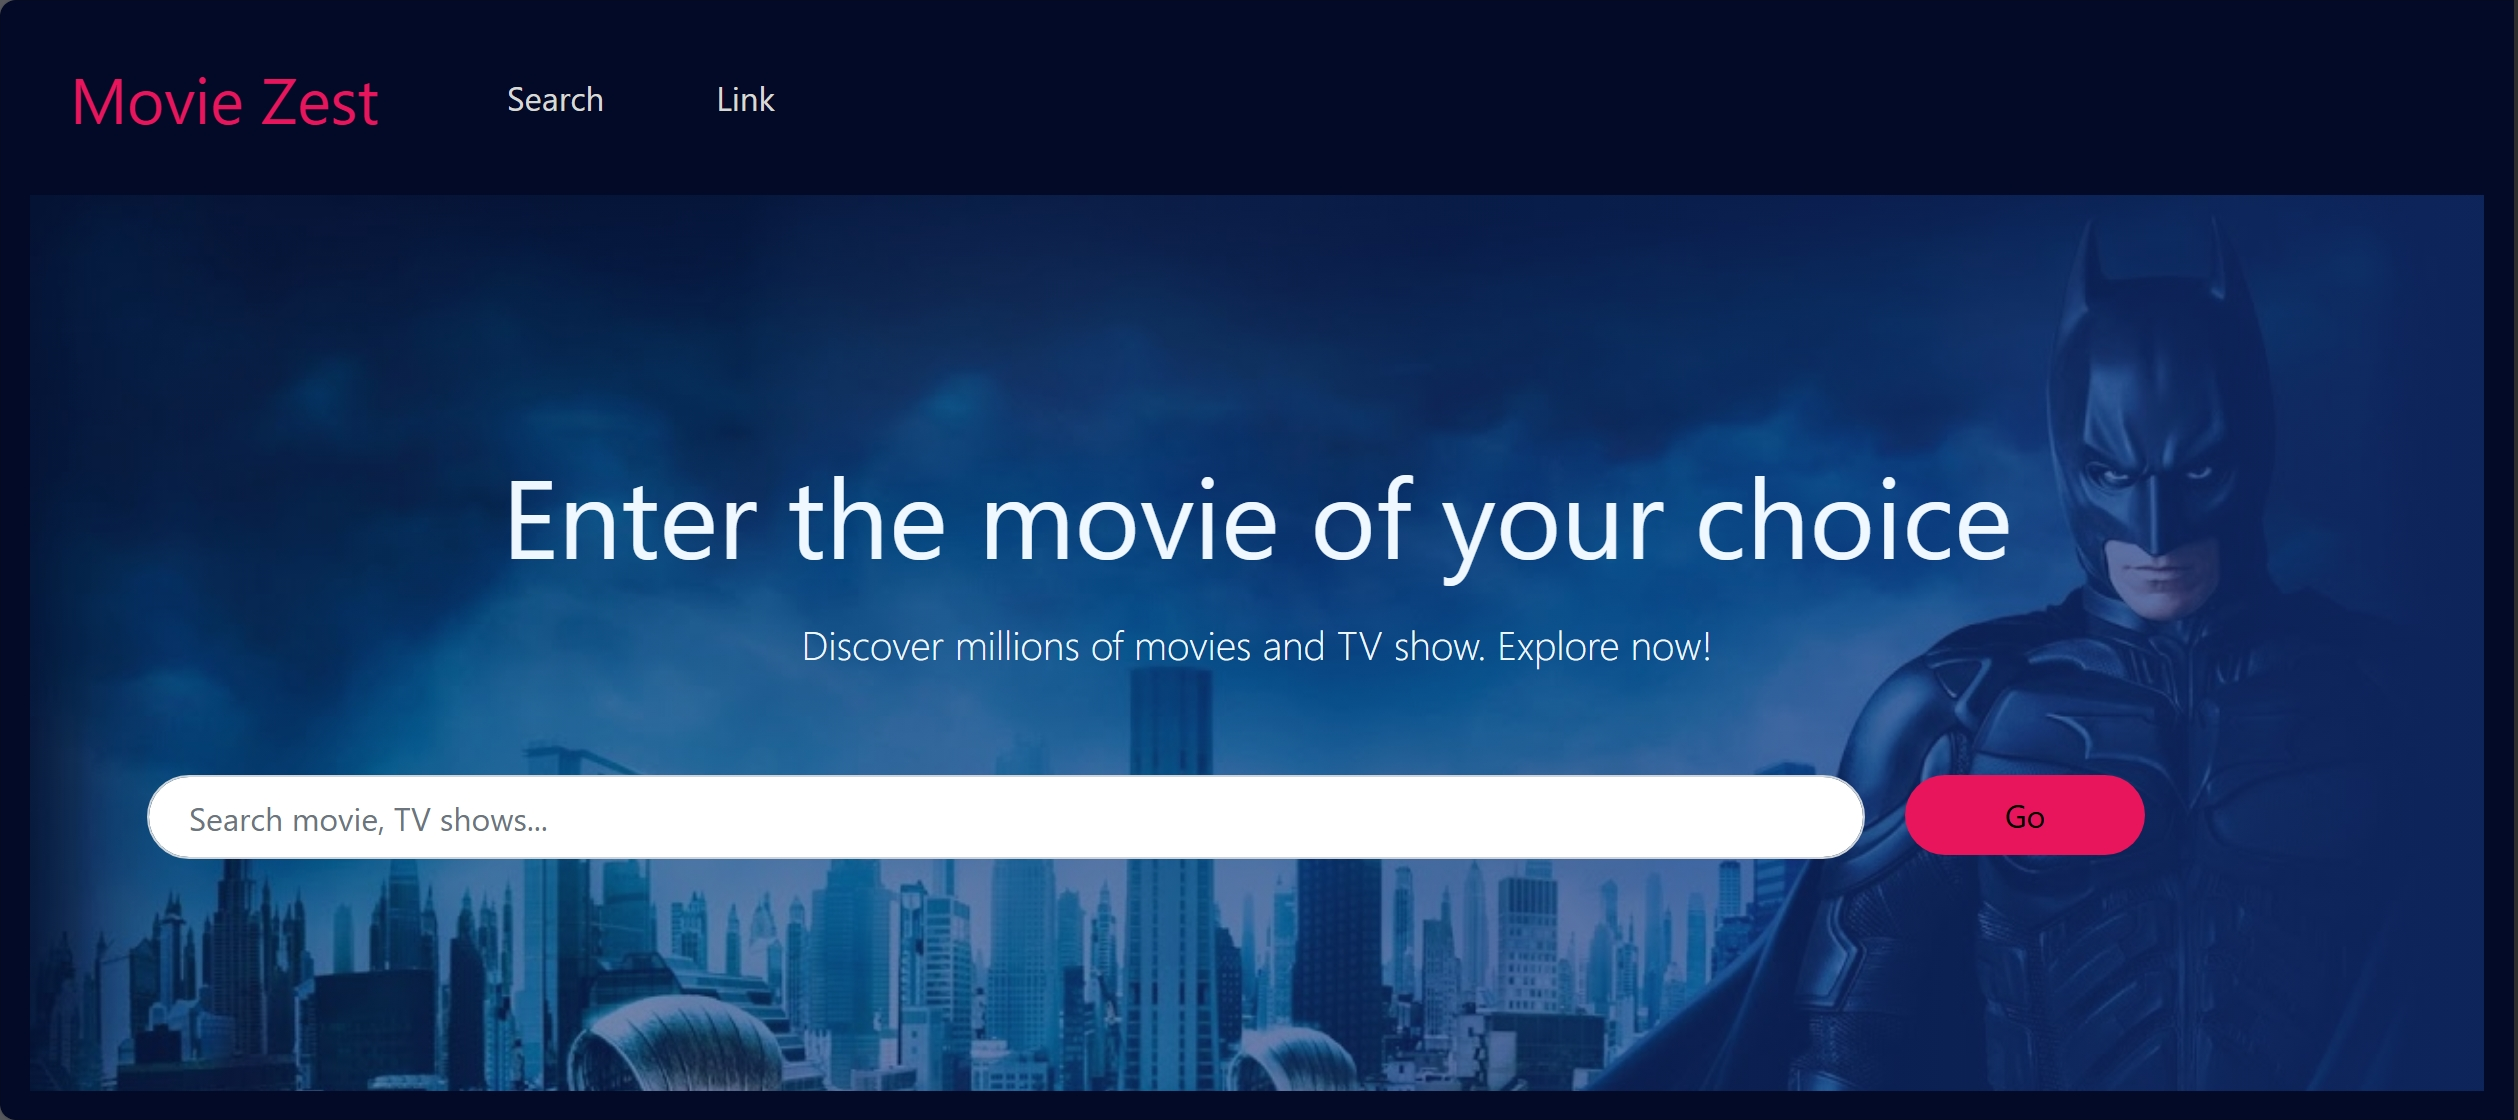 Movie Zest
Search
Link
Enter the movie of your choice
Discover millions of movies and TV show. Explore now!
Search movie, TV shows...
Go